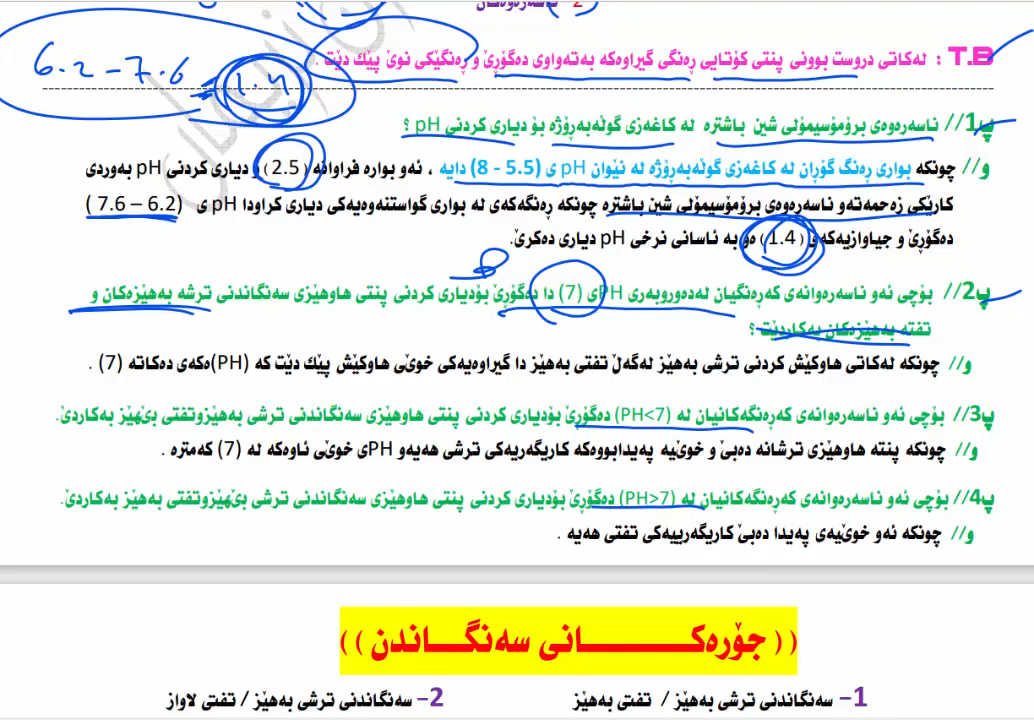 2- ناسەرەوەکان
T.B : لەکاتی دروست بوونی پنتی کۆتایی ڕەنگی گیراوەکە بەتەواوی دەگۆڕێ و ڕەنگێکی نوێ پێك دێت .
6.2 – 7.6 = 1.4
پ1// ناسەرەوەی برۆمۆسیمۆلی شین باشترە لە کاغەزی گوڵەبەڕۆژە بۆ دیاری کردنی pH ؟
و// چونکە بواری ڕەنگ گۆڕان لە کاغەزی گوڵەبەڕۆژە لە نێوان pH ی (5.5 - 8) دایە ، ئەو بوارە فراوانە (2.5) و دیاری کردنی pH بەوردی
کارێکی زەحمەتەو ناسەرەوەی برۆمۆسیمۆلی شین باشترە چونکە ڕەنگەکەی لە بواری گواستنەوەیەکی دیاری کراودا pH ی (6.2 – 7.6 )
دەگۆڕێ و جیاوازیەکەی (1.4) ەو بە ئاسانی نرخی pH دیاری دەکرێ.
پ2// بۆچی ئەو ناسەرەوانەی کەڕەنگیان لەدەوروبەری PHی (7) دا دەگۆڕێ بۆدیاری کردنی پنتی هاوهێزی سەنگاندنی ترشە بەهێزەکان و
تفتە بەهێزەکان بەکاردێت ؟
و// چونکە لەکاتی هاوکێش کردنی ترشی بەهێز لەگەڵ تفتی بەهێز دا گیراوەیەکی خوێی هاوکێش پێك دێت کە (PH)ەکەی دەکاتە (7) .
پ3// بۆچی ئەو ناسەرەوانەی کەڕەنگەکانیان لە (PH<7) دەگۆڕێ بۆدیاری کردنی پنتی هاوهێزی سەنگاندنی ترشی بەهێزوتفتی بێهێز بەکاردێ.
و// چونکە پنتە هاوهێزی ترشانە دەبێ و خوێیە پەیدابووەکە کاریگەریەکی ترشی هەیەو PHی خوێی ئاوەکە لە (7) کەمترە .
پ4// بۆچی ئەو ناسەرەوانەی کەڕەنگەکانیان لە (PH>7) دەگۆڕێ بۆدیاری کردنی پنتی هاوهێزی سەنگاندنی ترشی بێهێزوتفتی بەهێز بەکاردێ.
و// چونکە ئەو خوێیەی پەیدا دەبێ کاریگەرییەکی تفتی هەیە .
(( جۆرەکـــــــــانی سەنگـــاندن ))
1- سەنگاندنی ترشی بەهێز / تفتی بەهێز 2- سەنگاندنی ترشی بەهێز / تفتی لاواز